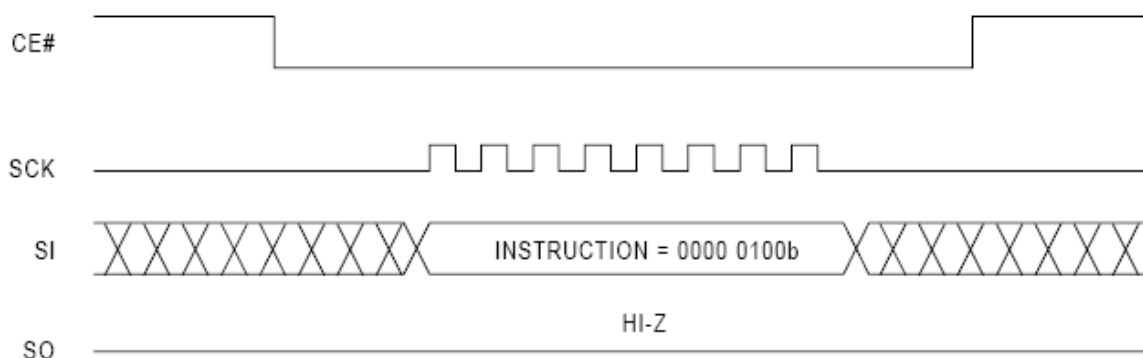 CE#
SCK
SI
INSTRUCTION = 0000 0100b
HI-Z
SO